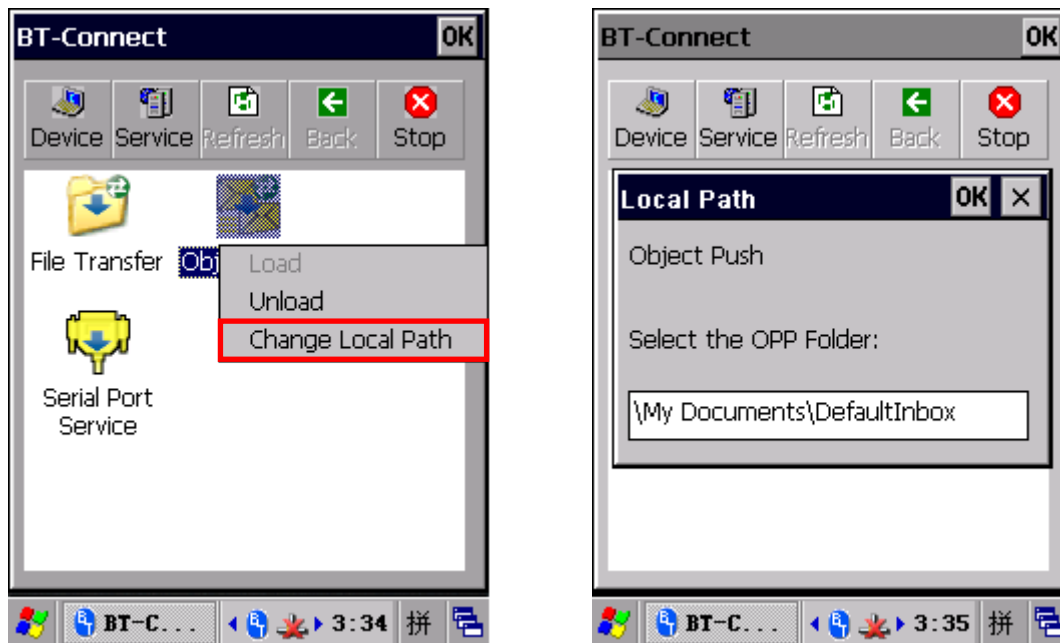 BT-Connect OK
Device Service Refresh Back Stop
File Transfer Obj
Load
Unload
Change Local Path
Serial Port
Service
BT-C... 3:34 拼
BT-Connect OK
Device Service Refresh Back Stop
Local Path OK
Object Push
Select the OPP Folder:
\My Documents\DefaultInbox
BT-C... 3:35 拼